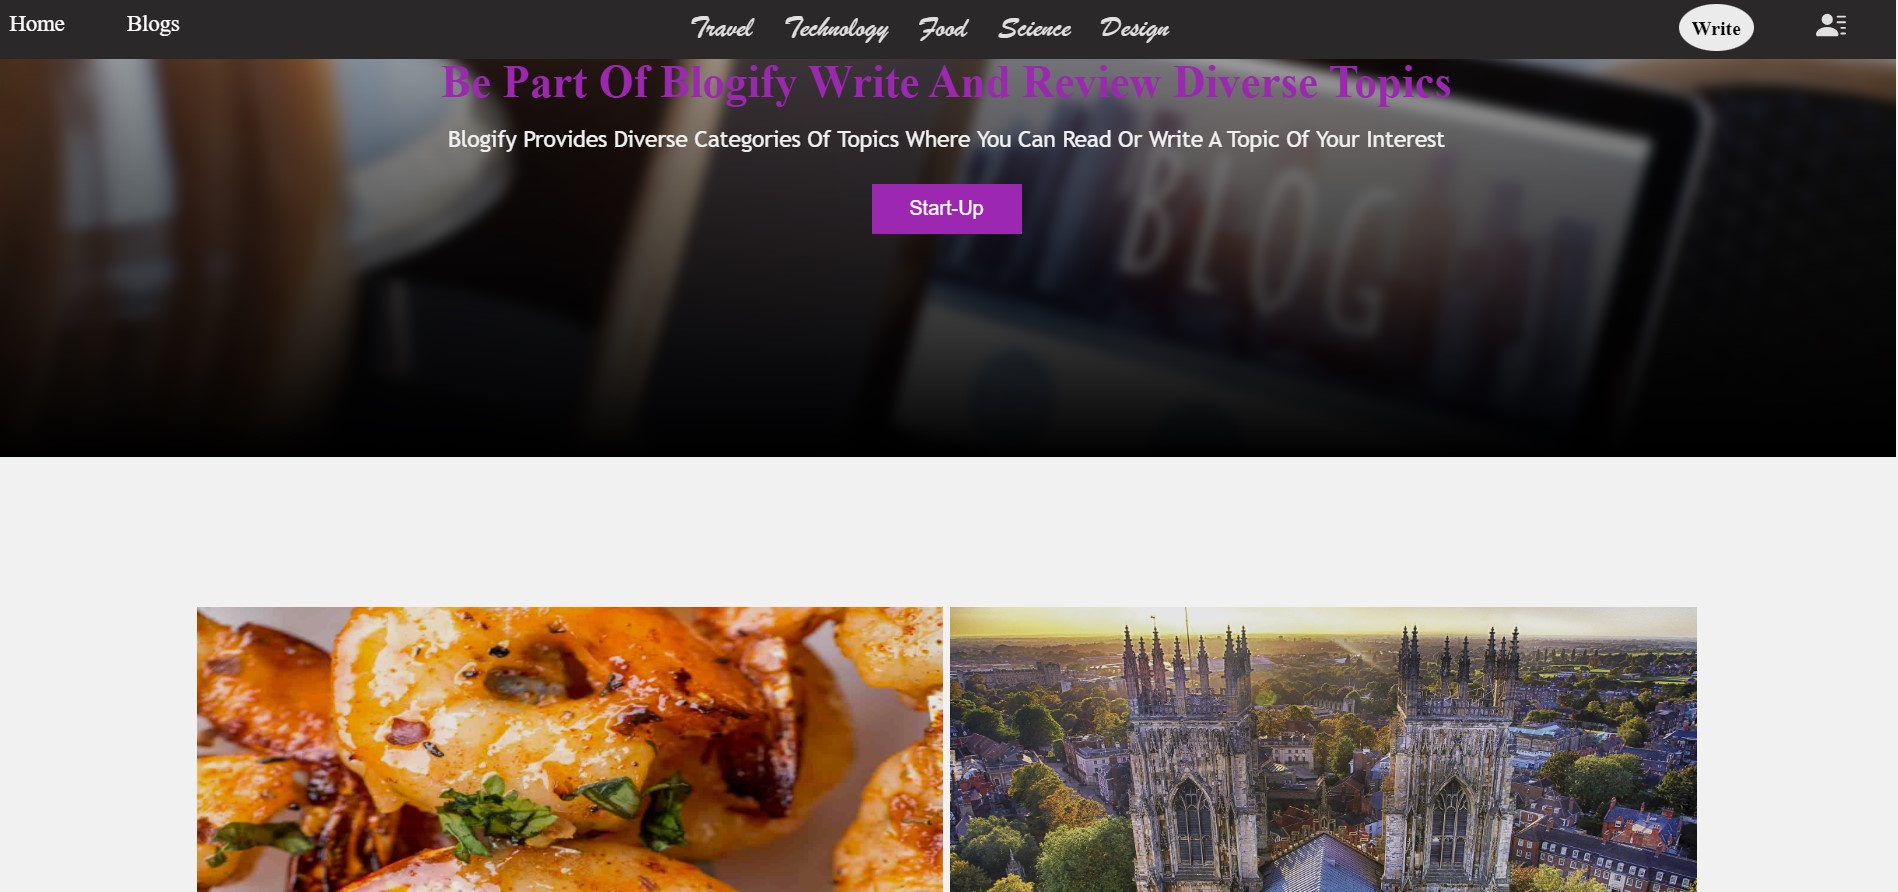 Home Blogs Travel Technology Food Science Design Write
Be Part Of Blogify Write And Review Diverse Topics
Blogify Provides Diverse Categories Of Topics Where You Can Read Or Write A Topic Of Your Interest
Start-Up
BLOG